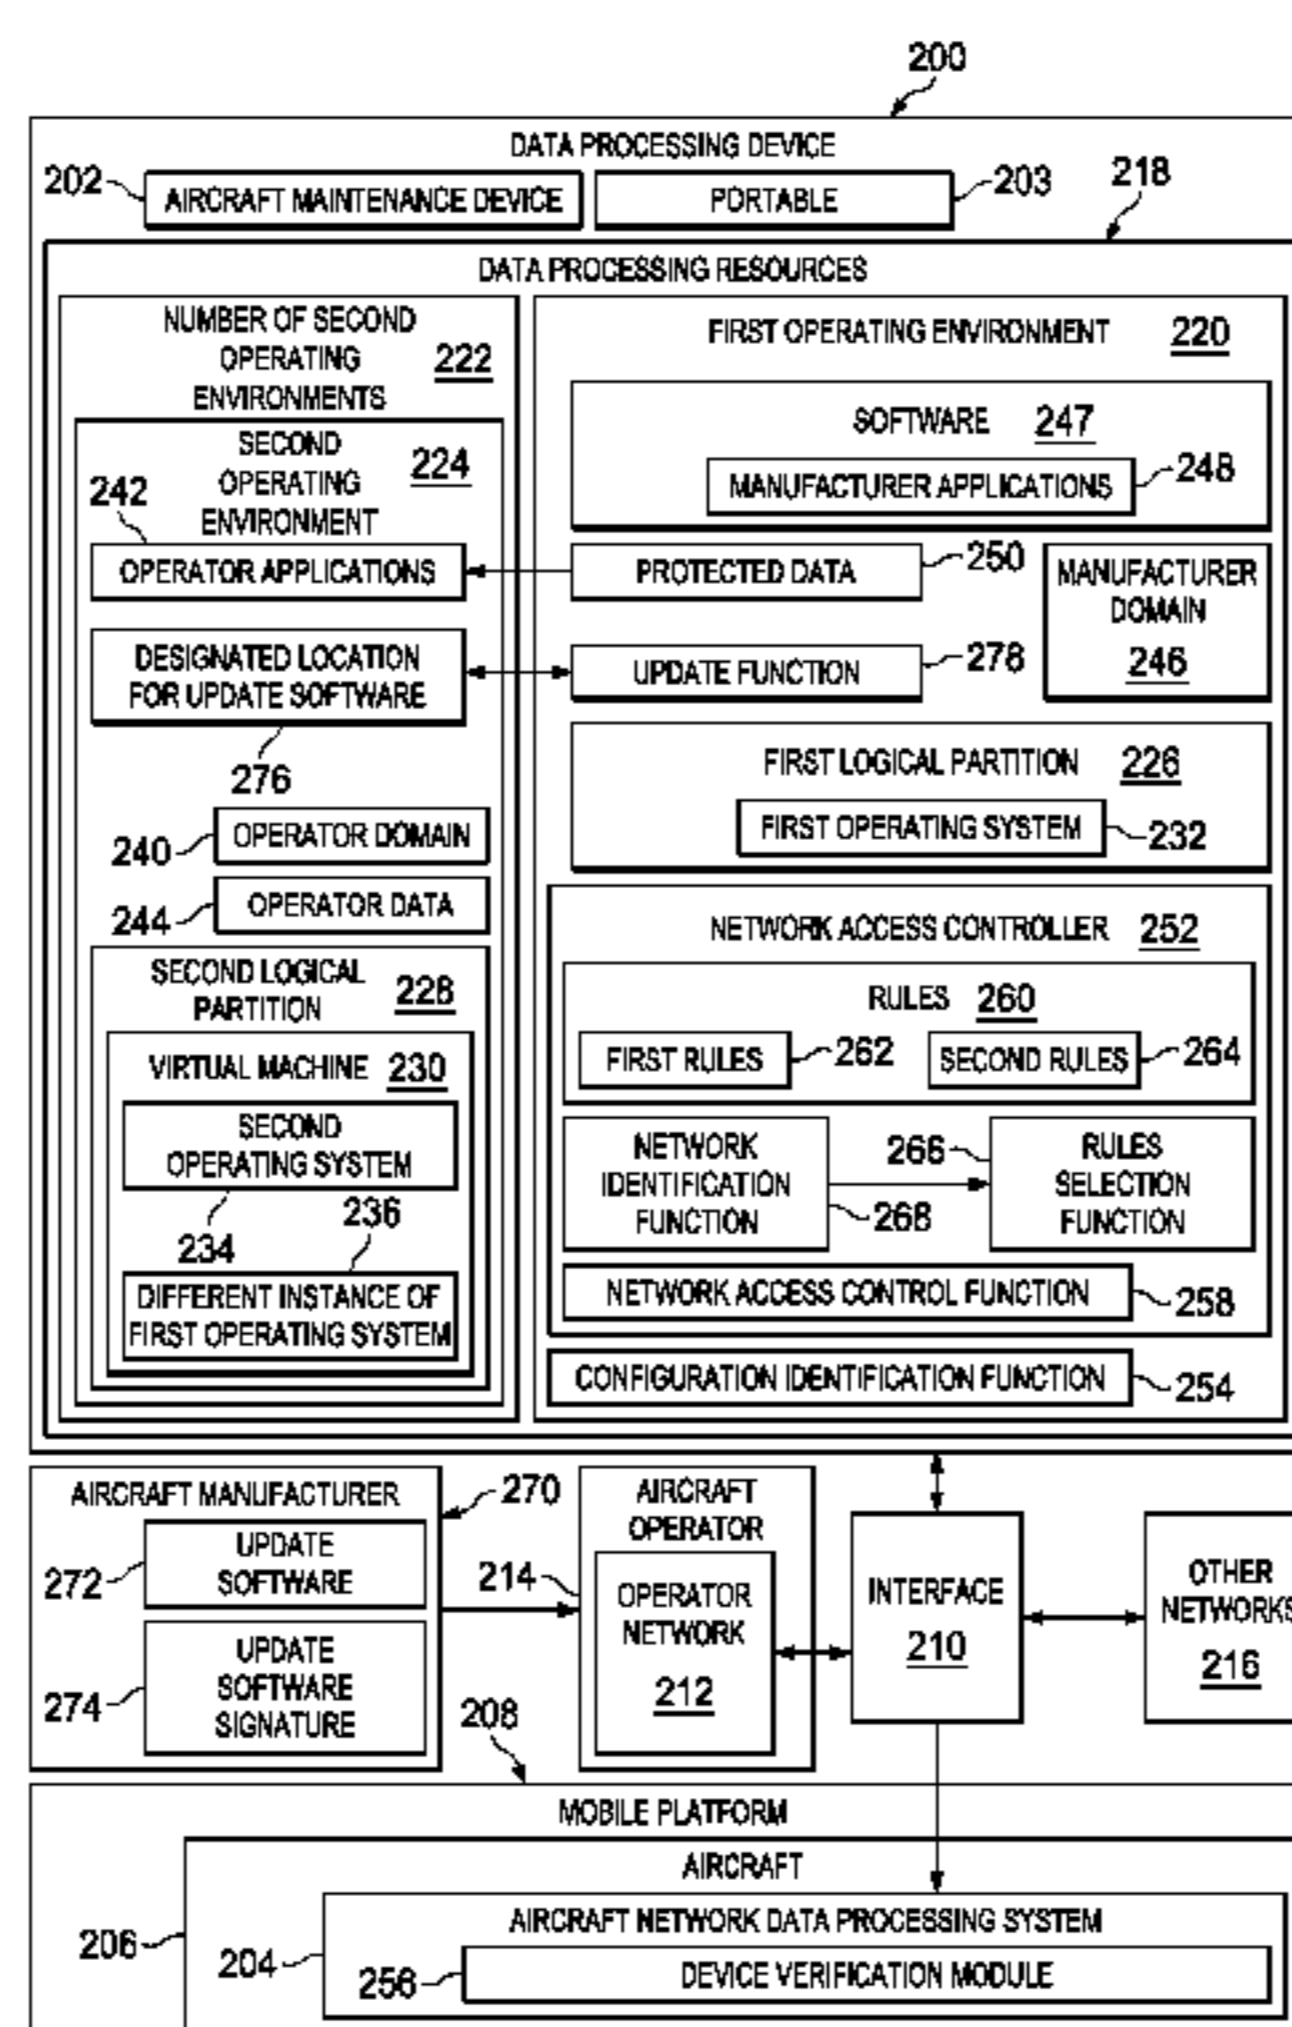 200
DATA PROCESSING DEVICE
202
AIRCRAFT MAINTENANCE DEVICE
PORTABLE
203
218
DATA PROCESSING RESOURCES
NUMBER OF SECOND
OPERATING
ENVIRONMENTS
222
SECOND
OPERATING
ENVIRONMENT
224
242
OPERATOR APPLICATIONS
DESIGNATED LOCATION
FOR UPDATE SOFTWARE
276
240
OPERATOR DOMAIN
244
OPERATOR DATA
SECOND LOGICAL
PARTITION
228
VIRTUAL MACHINE 230
SECOND
OPERATING SYSTEM
234
236
DIFFERENT INSTANCE OF
FIRST OPERATING SYSTEM
FIRST OPERATING ENVIRONMENT 220
SOFTWARE 247
MANUFACTURER APPLICATIONS
248
PROTECTED DATA
250
MANUFACTURER
DOMAIN
246
UPDATE FUNCTION
278
FIRST LOGICAL PARTITION 226
FIRST OPERATING SYSTEM
232
NETWORK ACCESS CONTROLLER 252
RULES 260
FIRST RULES
262
SECOND RULES
264
NETWORK
IDENTIFICATION
FUNCTION
266
268
RULES
SELECTION
FUNCTION
NETWORK ACCESS CONTROL FUNCTION
258
CONFIGURATION IDENTIFICATION FUNCTION
254
AIRCRAFT MANUFACTURER
270
272
UPDATE
SOFTWARE
274
UPDATE
SOFTWARE
SIGNATURE
AIRCRAFT
OPERATOR
214
OPERATOR
NETWORK
212
INTERFACE
210
OTHER
NETWORKS
216
208
MOBILE PLATFORM
AIRCRAFT
206
AIRCRAFT NETWORK DATA PROCESSING SYSTEM
204
256
DEVICE VERIFICATION MODULE